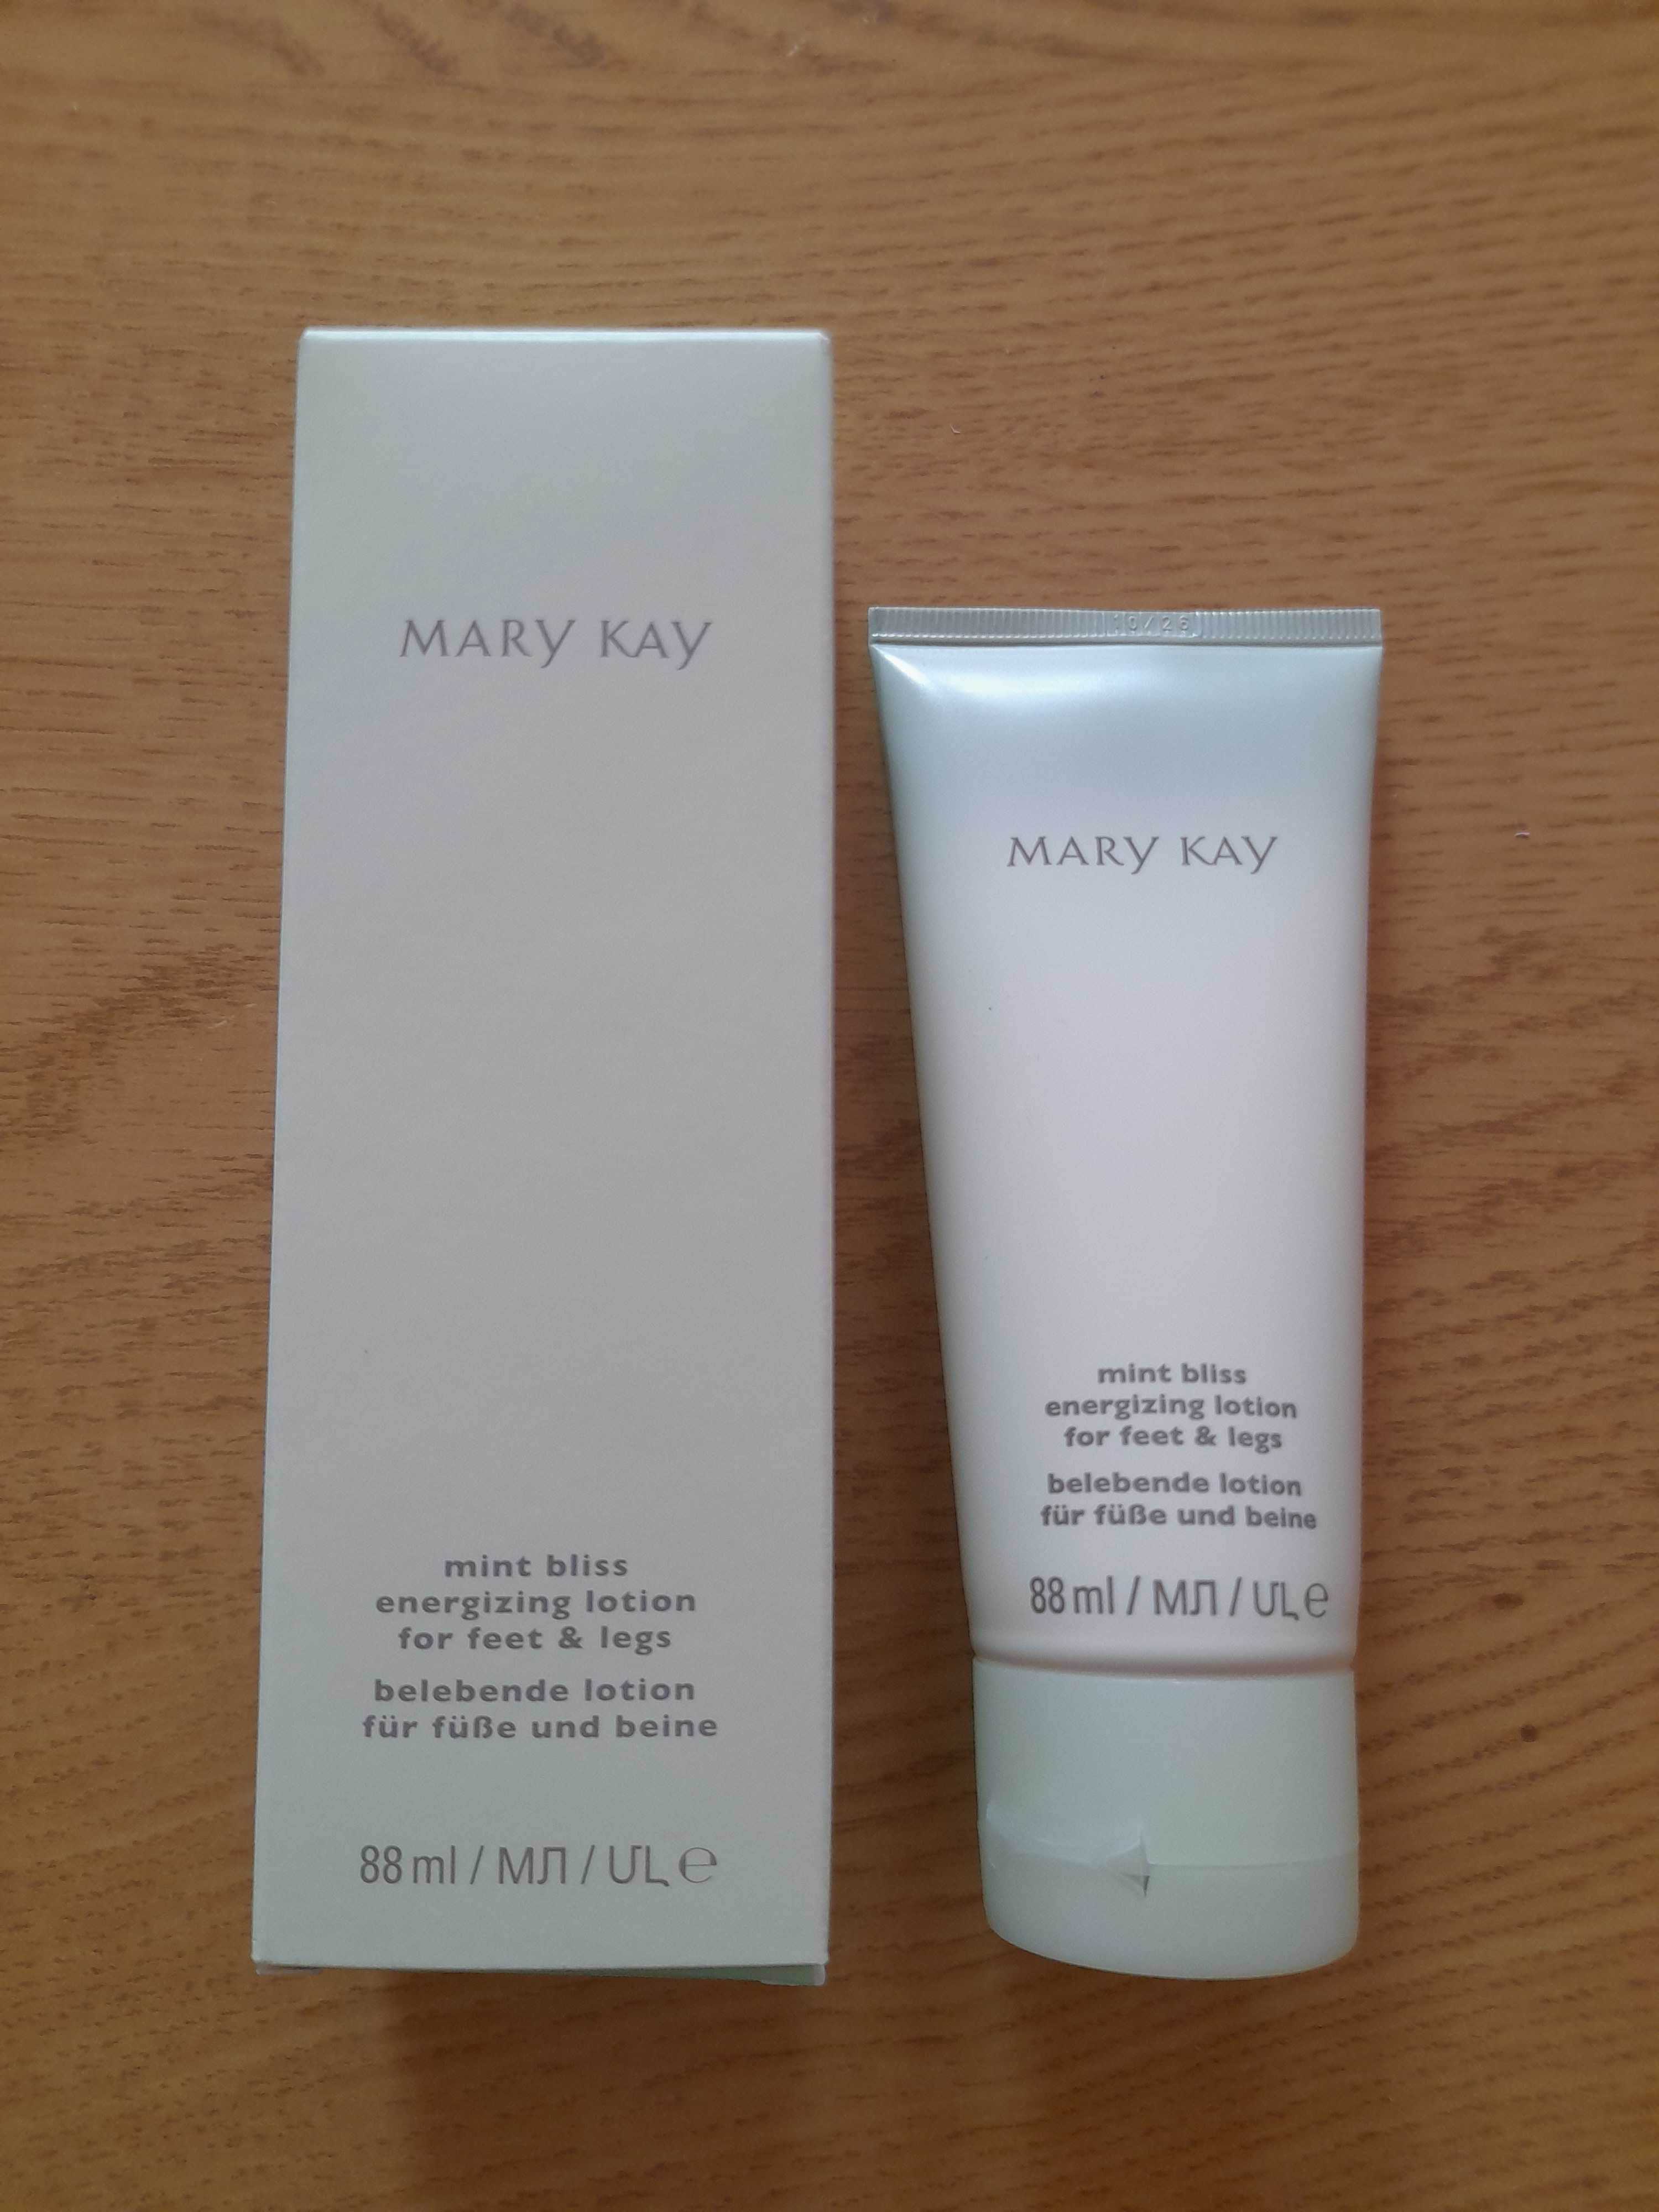 MARY KAY
mint bliss
energizing lotion
for feet & legs
belebende lotion
für füße und beine
88 ml / МЛ / ՄԼ ℮
10/26
MARY KAY
mint bliss
energizing lotion
for feet & legs
belebende lotion
für füße und beine
88 ml / МЛ / ՄԼ ℮